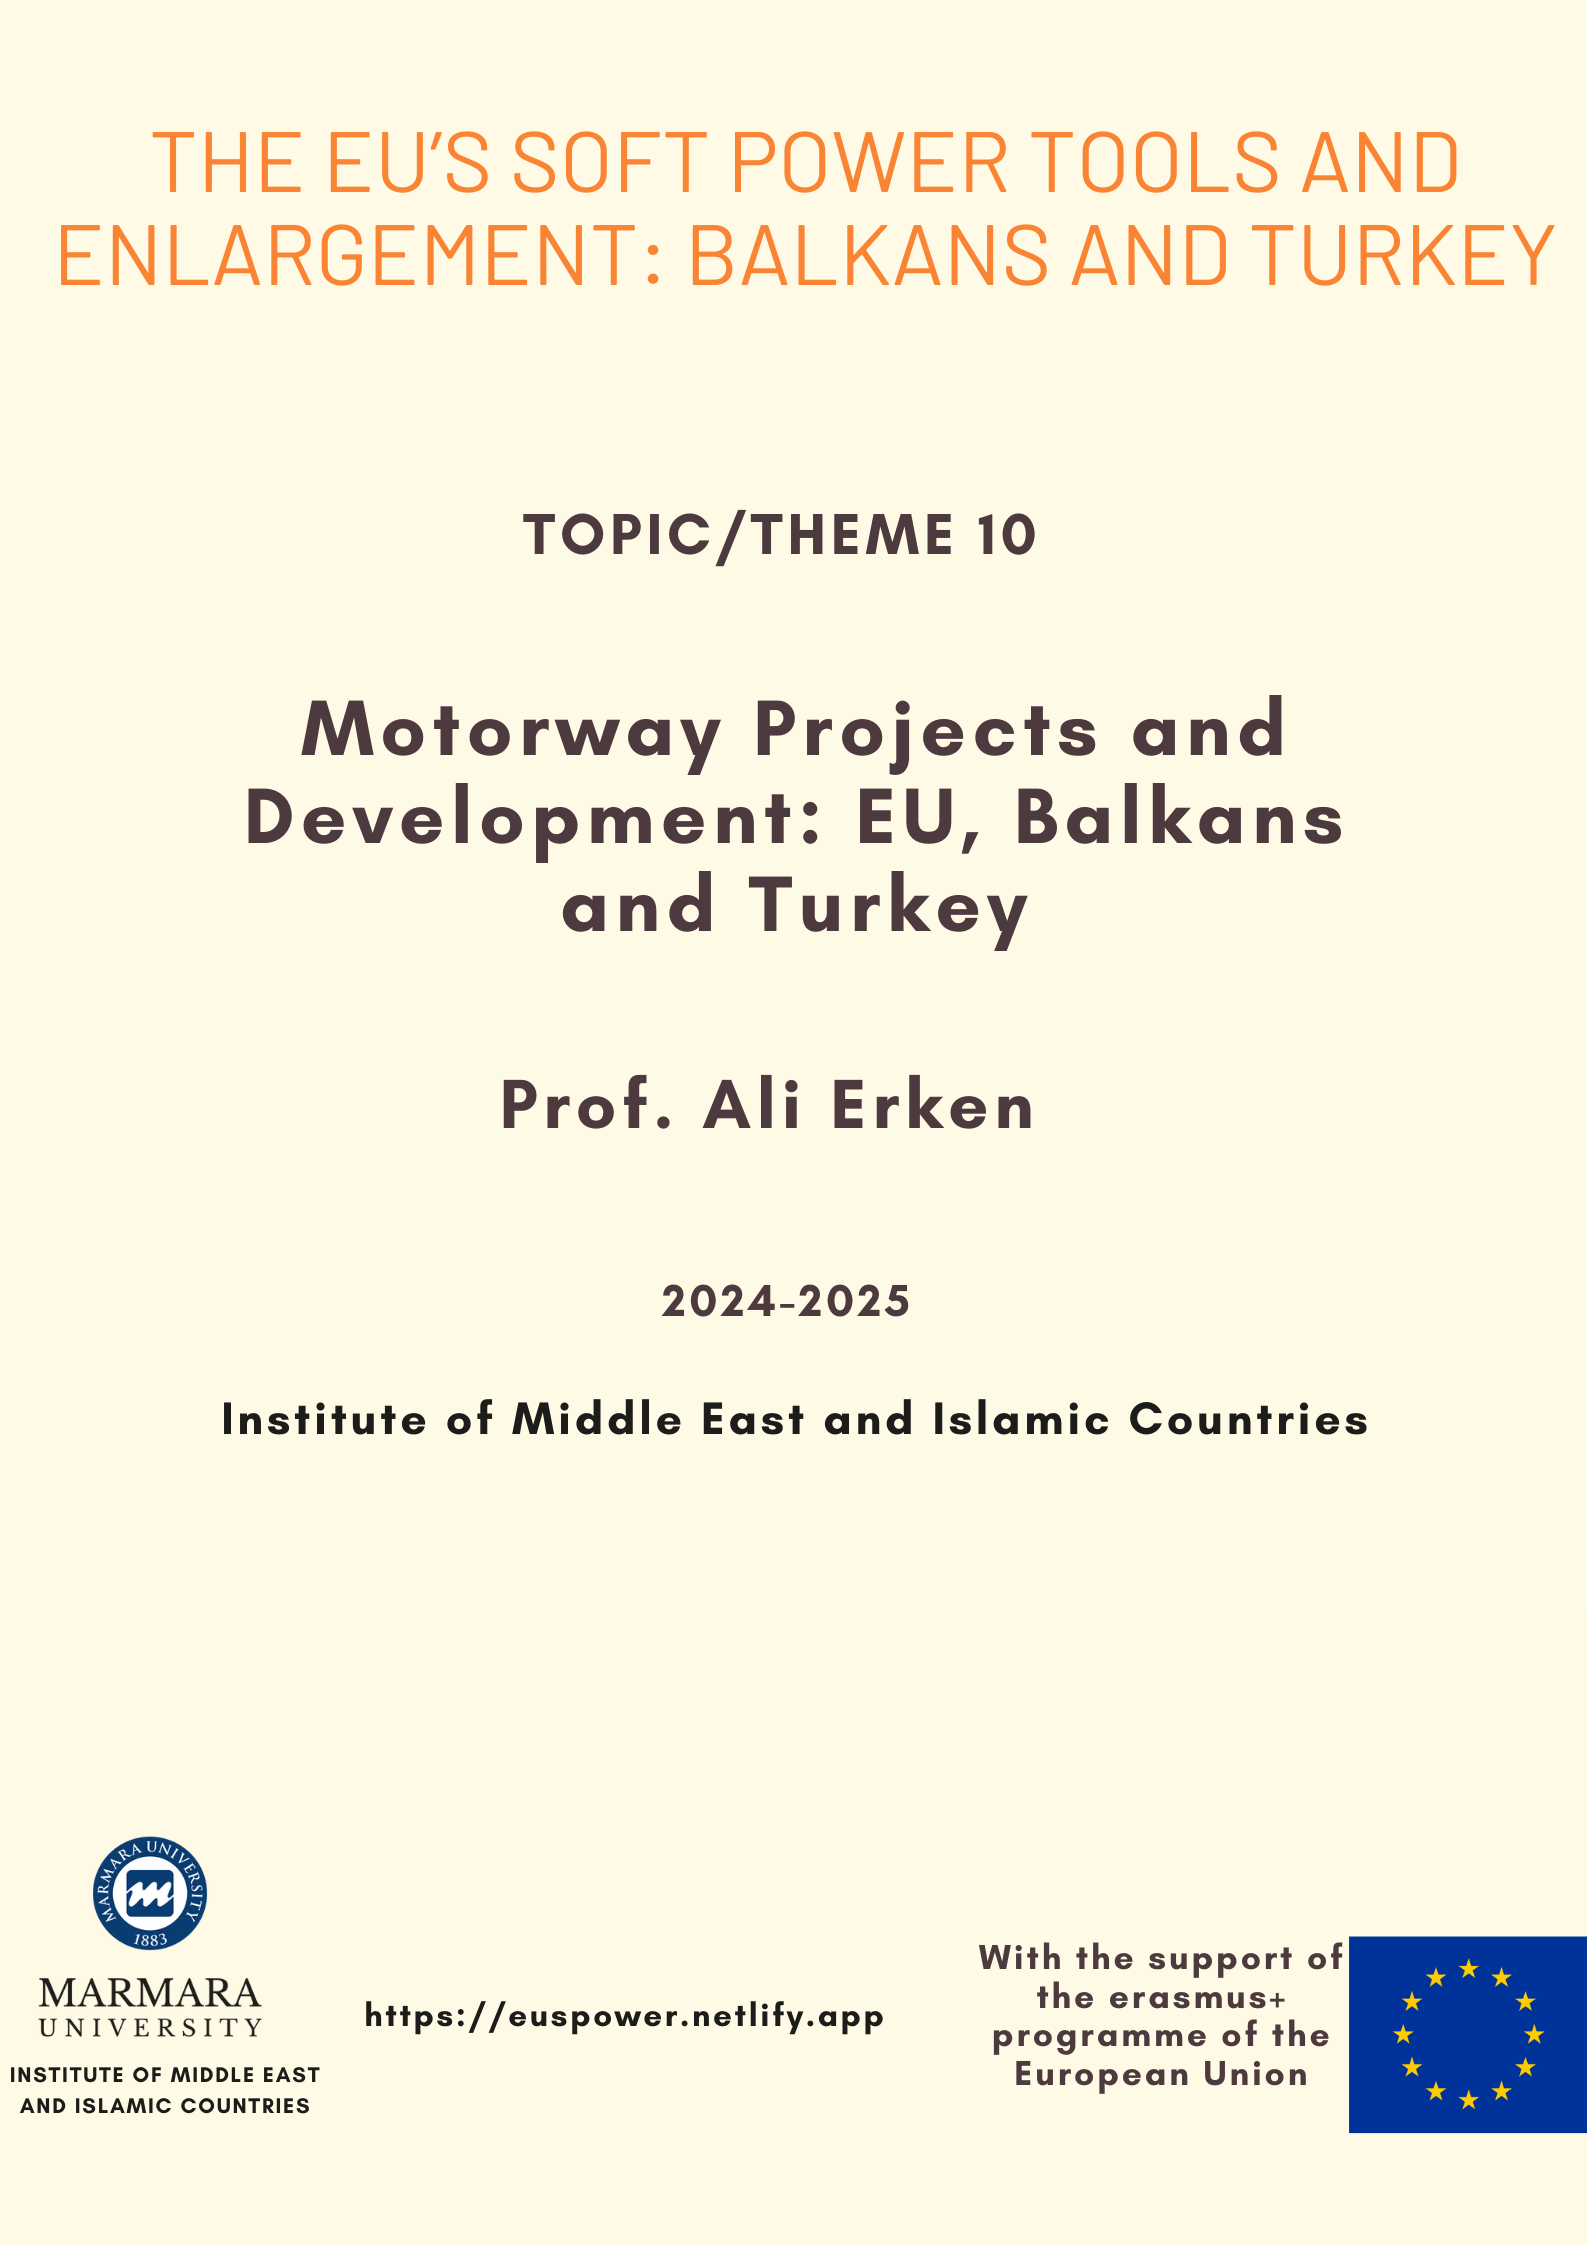 THE EU’S SOFT POWER TOOLS AND
ENLARGEMENT: BALKANS AND TURKEY
TOPIC/THEME 10
Motorway Projects and
Development: EU, Balkans
and Turkey
Prof. Ali Erken
2024-2025
Institute of Middle East and Islamic Countries
MARMARA UNIVERSITY
1883
MARMARA
UNIVERSITY
INSTITUTE OF MIDDLE EAST
AND ISLAMIC COUNTRIES
https://euspower.netlify.app
With the support of
the erasmus+
programme of the
European Union